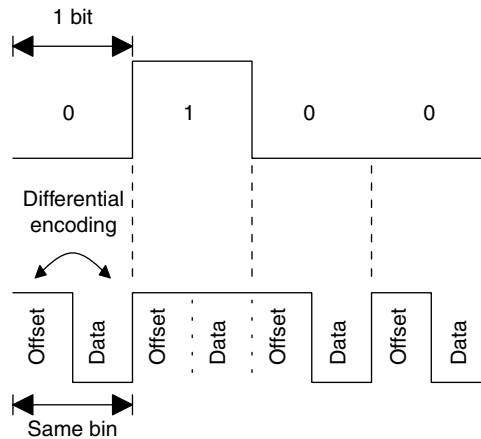 1 bit
0 1 0 0
Differential
encoding
Offset Data Offset Data Offset Data Offset Data
Same bin